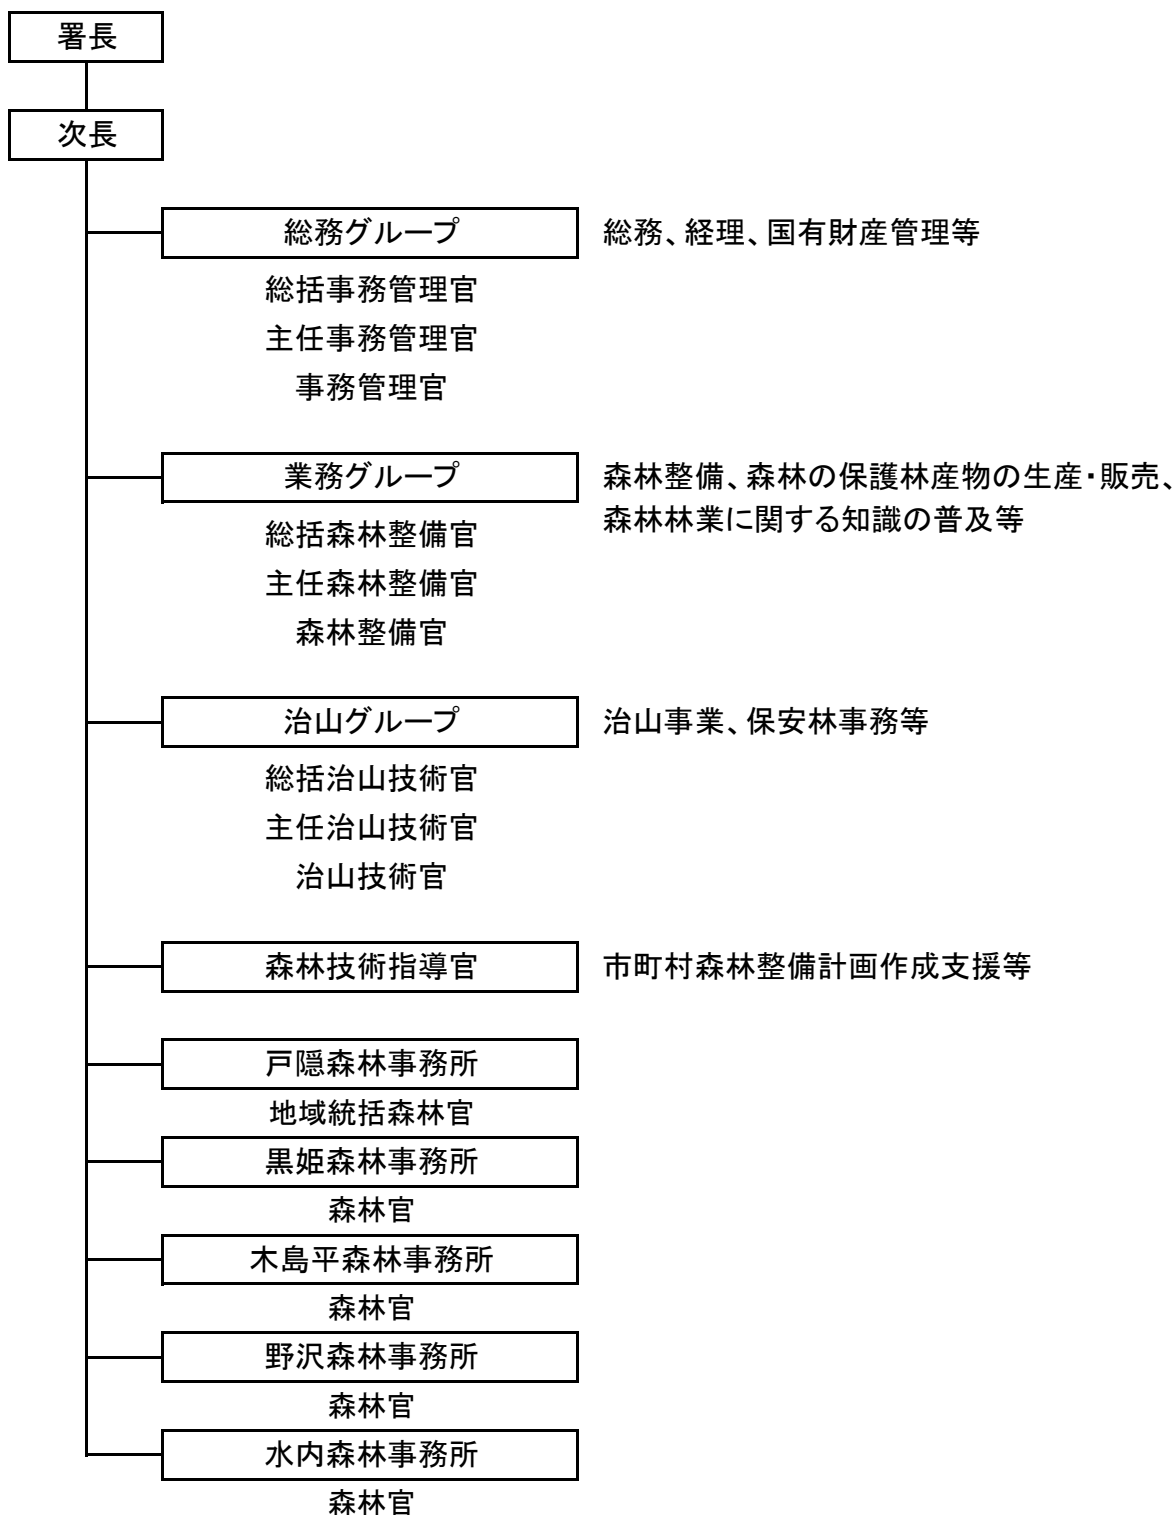 署長
次長
総務グループ
総務、経理、国有財産管理等
総括事務管理官
主任事務管理官
事務管理官
業務グループ
森林整備、森林の保護林産物の生産・販売、
森林林業に関する知識の普及等
総括森林整備官
主任森林整備官
森林整備官
治山グループ
治山事業、保安林事務等
総括治山技術官
主任治山技術官
治山技術官
森林技術指導官
市町村森林整備計画作成支援等
戸隠森林事務所
地域統括森林官
黒姫森林事務所
森林官
木島平森林事務所
森林官
野沢森林事務所
森林官
水内森林事務所
森林官